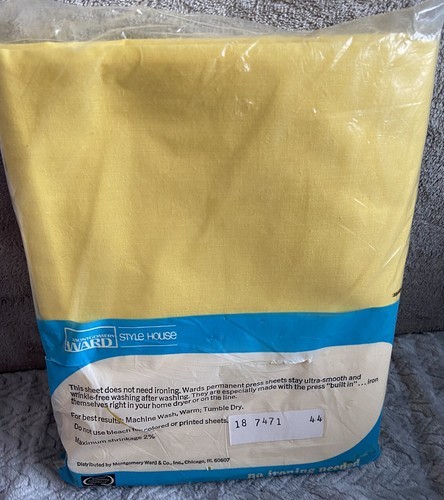 MONTGOMERY
WARD STYLE HOUSE
This sheet does not need ironing. Wards permanent press sheets stay ultra-smooth and
wrinkle-free washing after washing. They are especially made with the press "built in" . . . iron
themselves right in your home dryer or on the line.
For best results: Machine Wash, Warm; Tumble Dry.
Do not use bleach for colored or printed sheets.
Maximum shrinkage 2%
18 7471 44
Distributed by Montgomery Ward & Co., Inc., Chicago, Ill. 60607
no ironing needed